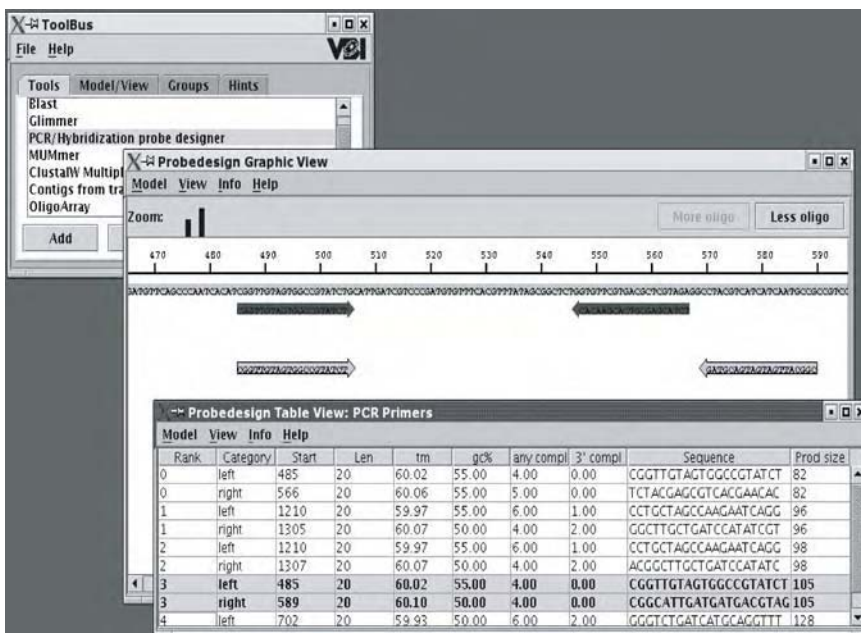 ToolBus
File Help
VBI
Tools Model/View Groups Hints
Blast
Glimmer
PCR/Hybridization probe designer
MUMmer
ClustalW Multipl
Contigs from tra
OligoArray
Add
Probedesign Graphic View
Model View Info Help
Zoom:
More oligo Less oligo
470 480 490 500 510 520 530 540 550 560 570 580 590
CGGTTGTAGTGGCCGTATCT
Probedesign Table View: PCR Primers
Model View Info Help
Rank Category Start Len tm gc% any compl 3' compl Sequence Prod size
0 left 485 20 60.02 55.00 4.00 0.00 CGGTTGTAGTGGCCGTATCT 82
0 right 566 20 60.06 55.00 5.00 0.00 TCTACGAGCGTCACGAACAC 82
1 left 1210 20 59.97 55.00 6.00 1.00 CCTGCTAGCCAAGAATCAGG 96
1 right 1305 20 60.07 50.00 4.00 2.00 GGCTTGCTGATCCATATCGT 96
2 left 1210 20 59.97 55.00 6.00 1.00 CCTGCTAGCCAAGAATCAGG 98
2 right 1307 20 60.07 50.00 4.00 2.00 ACGGCTTGCTGATCCATATC 98
3 left 485 20 60.02 55.00 4.00 0.00 CGGTTGTAGTGGCCGTATCT 105
3 right 589 20 60.10 50.00 4.00 0.00 CGGCATTGATGATGACGTAG 105
4 left 702 20 59.93 50.00 6.00 2.00 GGGTCTGATCATGCAGGTTT 128